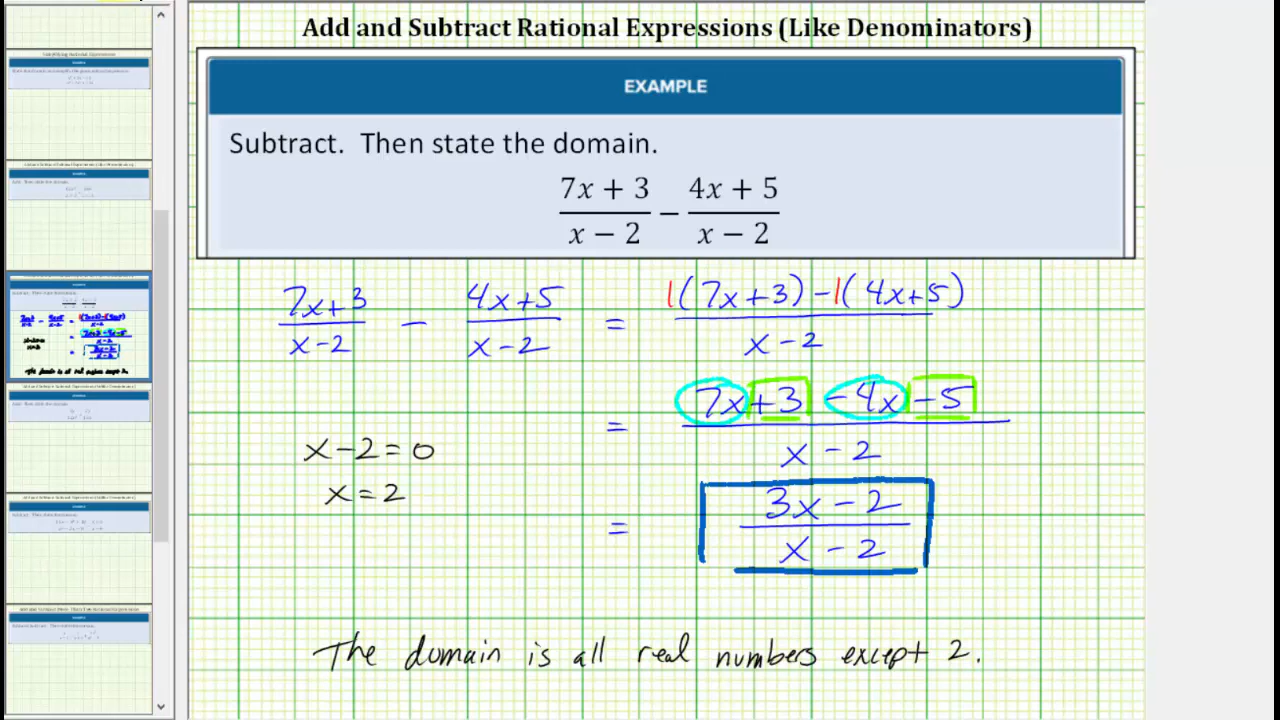 Add and Subtract Rational Expressions (Like Denominators)
EXAMPLE
Subtract. Then state the domain.
7x + 3 4x + 5
— − —
x − 2 x − 2
7x+3 − 4x+5 = 1(7x+3) −1(4x+5)
x−2 x−2 x−2
= 7x+3 −4x −5
x − 2
x−2=0
x=2
= 3x − 2
x − 2
The domain is all real numbers except 2.